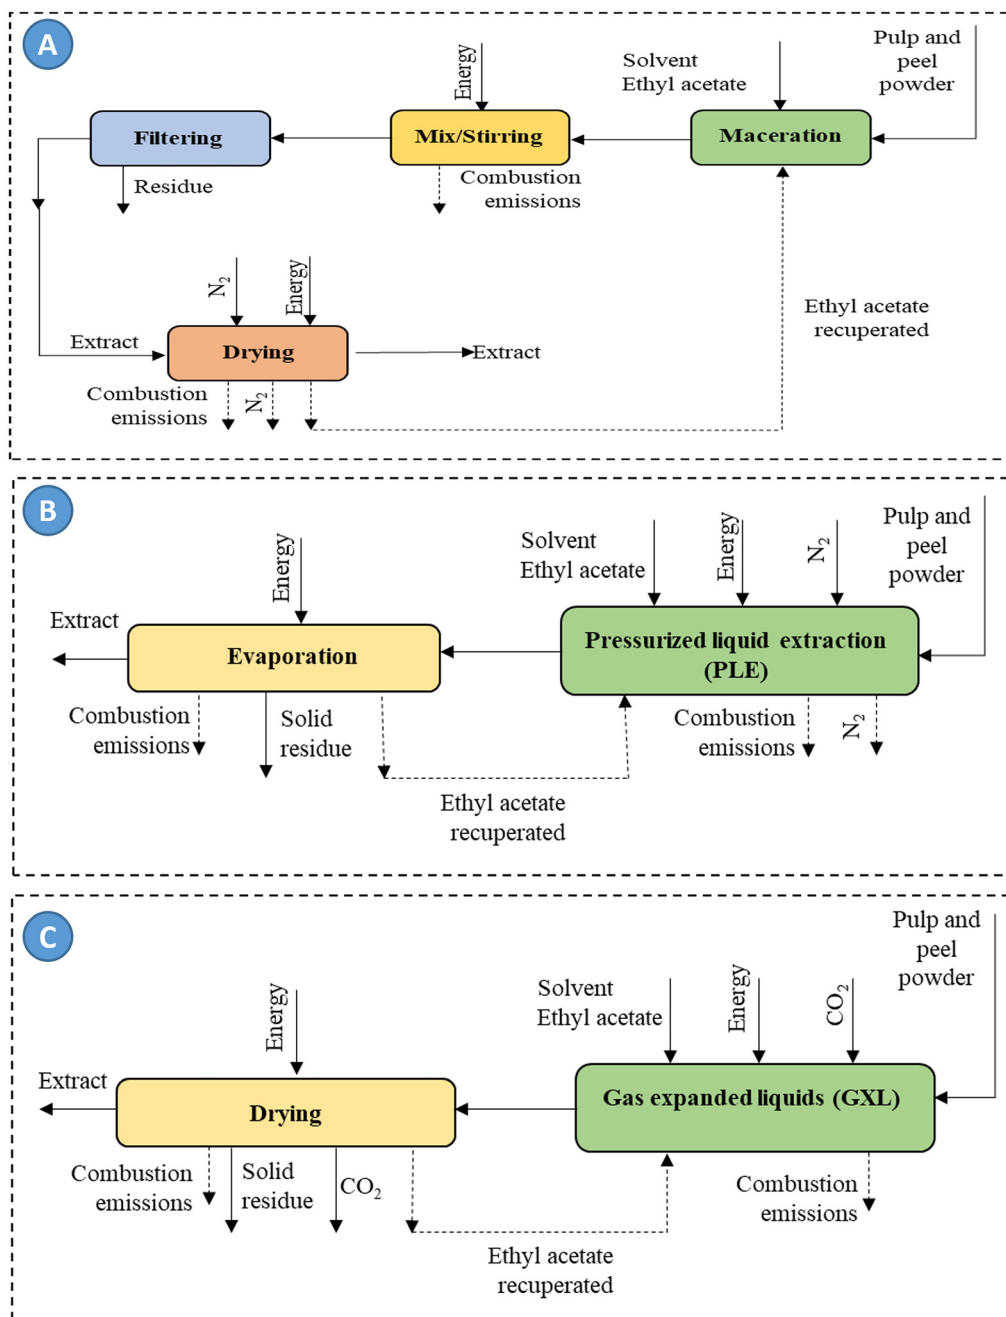 A
Energy
Solvent
Ethyl acetate
Pulp and
peel
powder
Filtering
Mix/Stirring
Maceration
Residue
Combustion
emissions
N2
Energy
Ethyl acetate
recuperated
Extract
Drying
Extract
Combustion
emissions
N2
B
Energy
Solvent
Ethyl acetate
Energy
N2
Pulp and
peel
powder
Extract
Evaporation
Pressurized liquid extraction
(PLE)
Combustion
emissions
Solid
residue
Combustion
emissions
N2
Ethyl acetate
recuperated
C
Energy
Solvent
Ethyl acetate
Energy
CO2
Pulp and
peel
powder
Extract
Drying
Gas expanded liquids (GXL)
Combustion
emissions
Solid
residue
CO2
Combustion
emissions
Ethyl acetate
recuperated